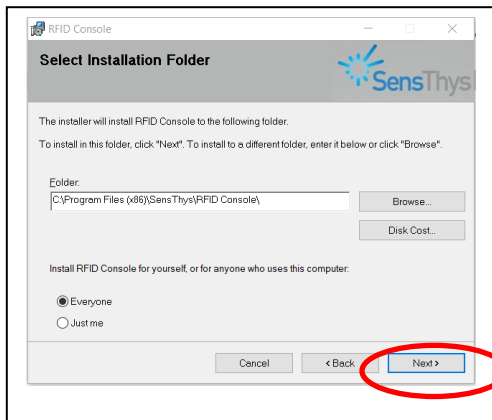 RFID Console
Select Installation Folder
SensThys
The installer will install RFID Console to the following folder.
To install in this folder, click "Next". To install to a different folder, enter it below or click "Browse".
Folder:
C:\Program Files (x86)\SensThys\RFID Console\
Browse...
Disk Cost...
Install RFID Console for yourself, or for anyone who uses this computer:
Everyone
Just me
Cancel
< Back
Next >